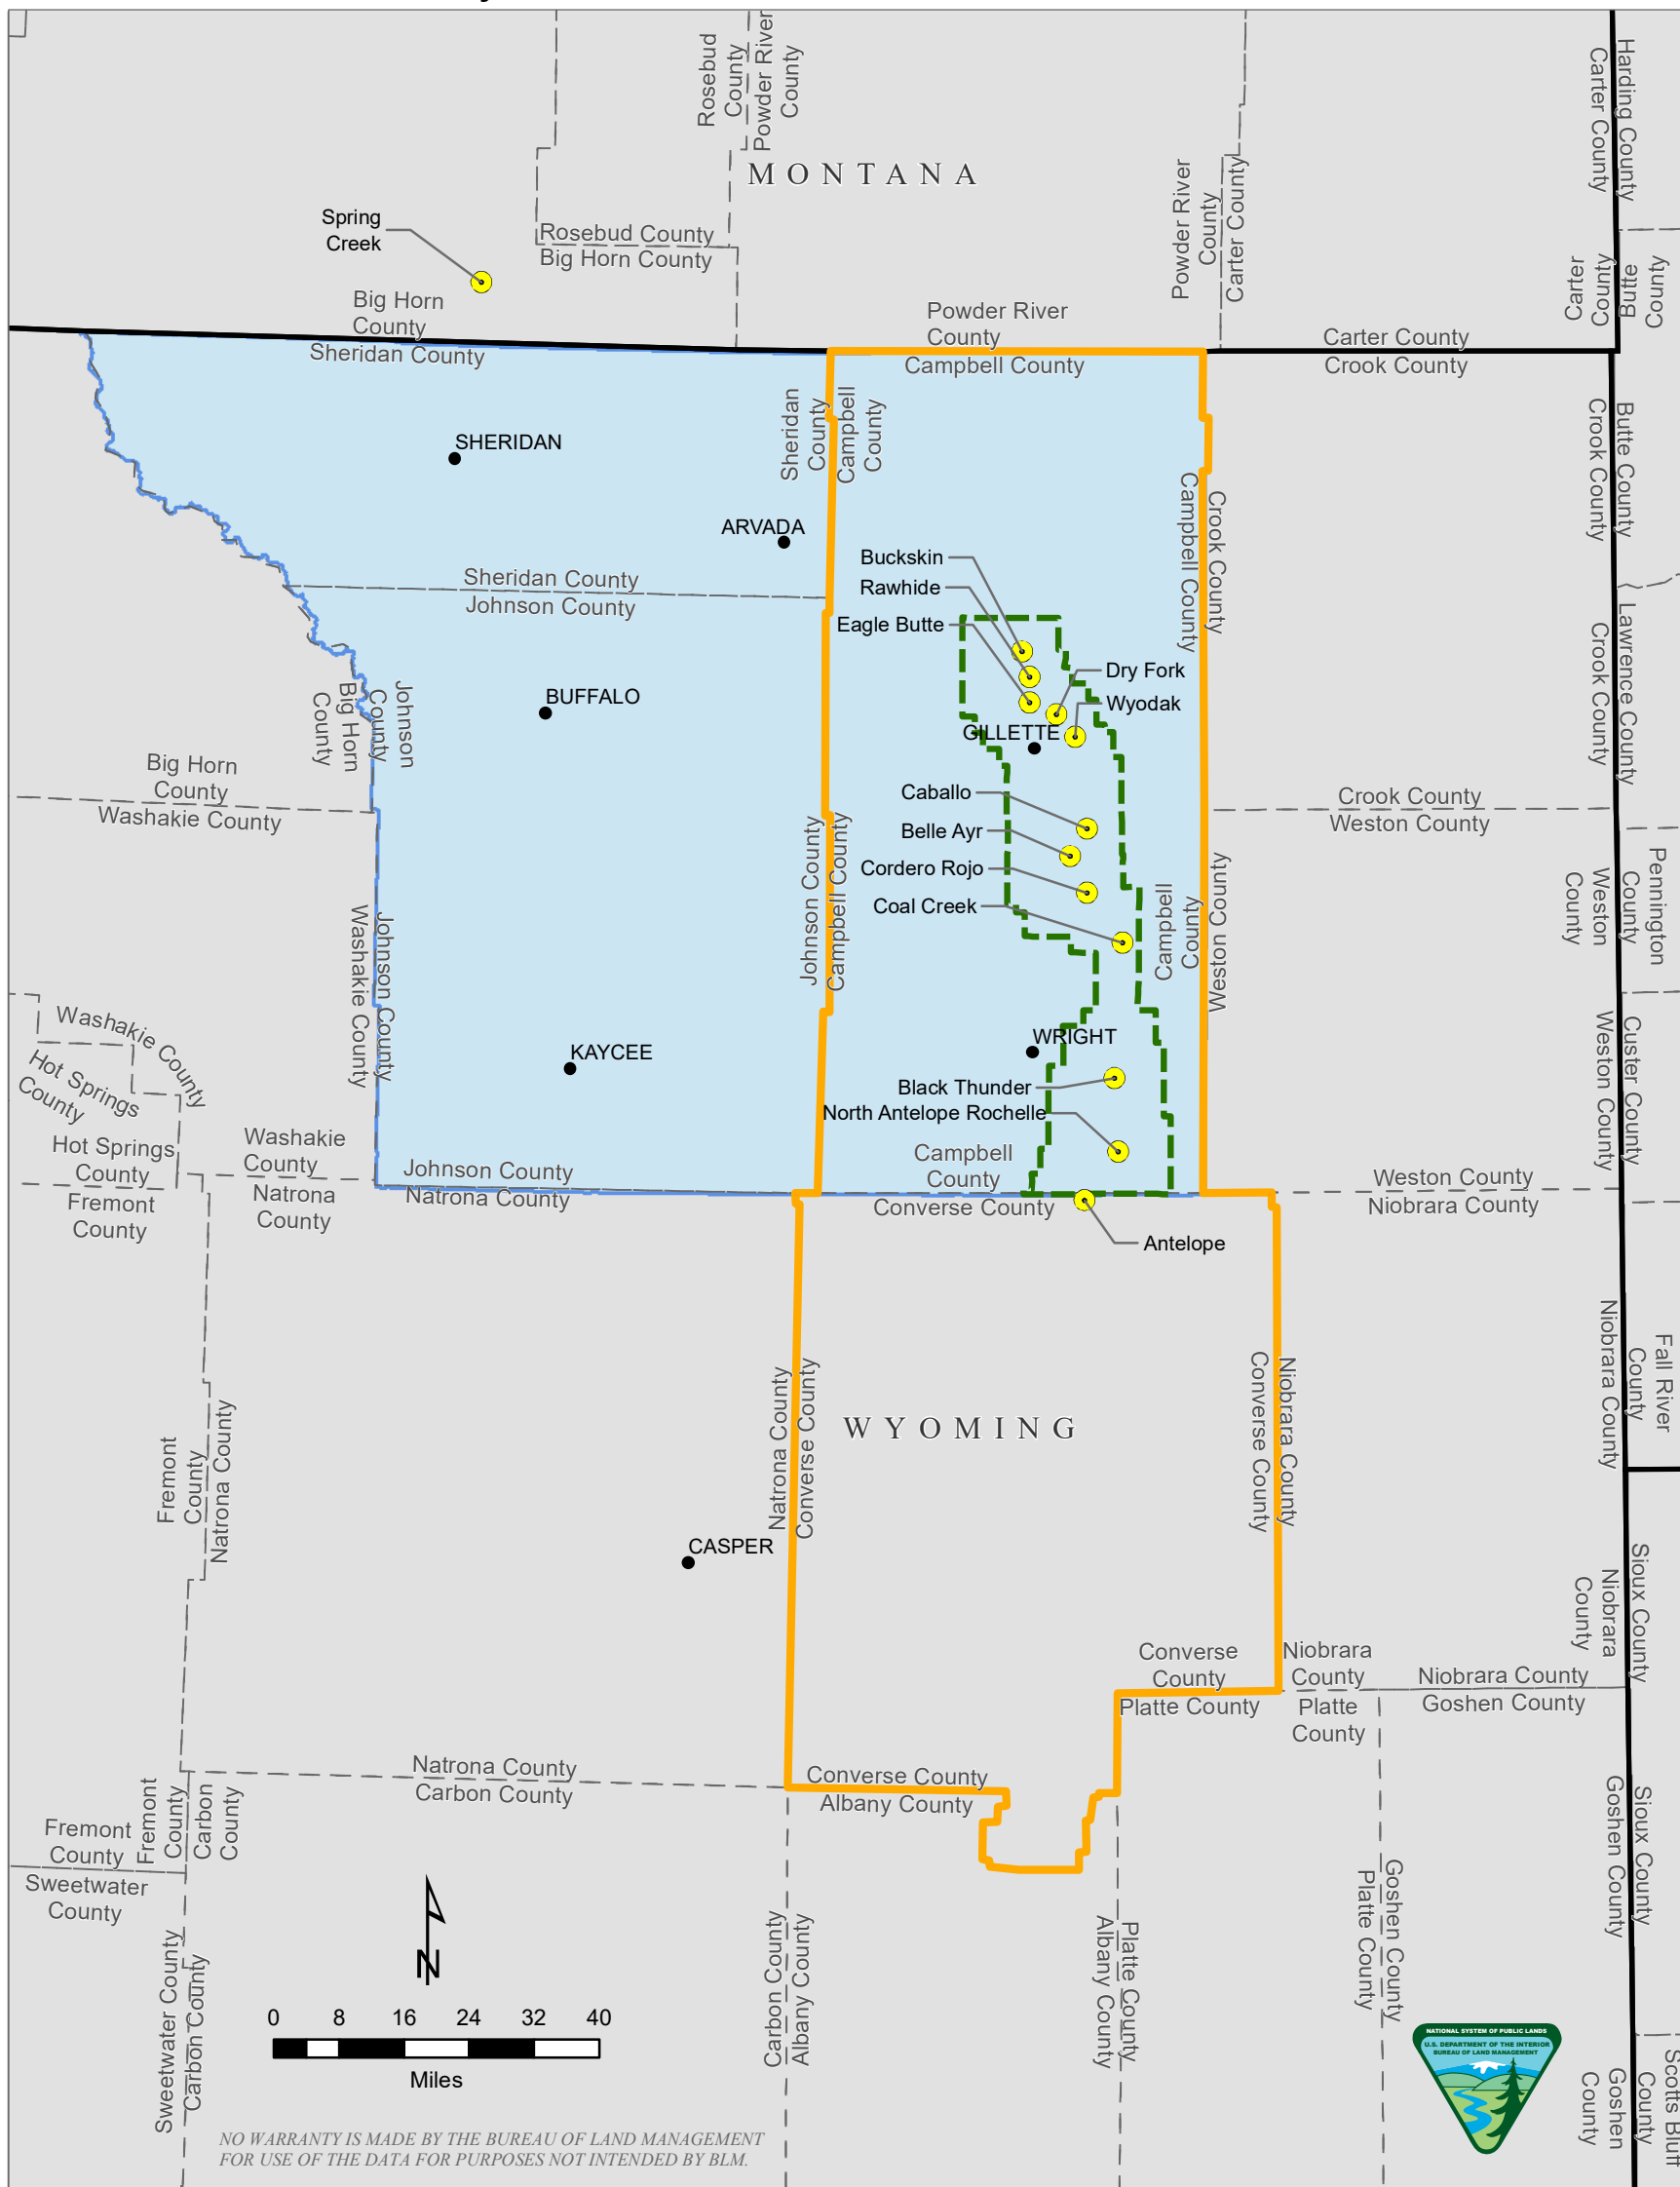 Rosebud
County
Powder River
County
Harding County
Carter County
MONTANA
Powder River
County
Carter County
Spring
Creek
Rosebud County
Big Horn County
Butte
County
Carter
County
Big Horn
County
Sheridan County
Powder River
County
Campbell County
Carter County
Crook County
Sheridan
County
Campbell
County
SHERIDAN
ARVADA
Butte County
Crook County
Crook County
Campbell County
Buckskin
Rawhide
Eagle Butte
Sheridan County
Johnson County
Lawrence County
Crook County
Dry Fork
Wyodak
BUFFALO
GILLETTE
Johnson
County
Big Horn
County
Big Horn
County
Washakie County
Caballo
Belle Ayr
Cordero Rojo
Coal Creek
Crook County
Weston County
Johnson County
Campbell County
Campbell
County
Weston County
Pennington
County
Weston
County
Johnson County
Washakie County
Washakie County
Hot Springs
County
KAYCEE
WRIGHT
Black Thunder
North Antelope Rochelle
Custer County
Weston County
Hot Springs
County
Fremont
County
Washakie
County
Natrona
County
Johnson County
Natrona County
Campbell
County
Converse County
Weston County
Niobrara County
Antelope
Fremont
County
Natrona County
Natrona County
Converse County
WYOMING
Niobrara County
Converse County
Fall River
County
Niobrara County
CASPER
Sioux County
Niobrara
County
Converse
County
Platte County
Niobrara
County
Platte
County
Niobrara County
Goshen County
Natrona County
Carbon County
Converse County
Albany County
Fremont
County
Carbon
County
Fremont
County
Sweetwater
County
Sioux County
Goshen County
Goshen County
Platte County
Sweetwater County
Carbon County
N
Carbon County
Albany County
Platte County
Albany County
0 8 16 24 32 40
Miles
NATIONAL SYSTEM OF PUBLIC LANDS
U.S. DEPARTMENT OF THE INTERIOR
BUREAU OF LAND MANAGEMENT
Scotts Bluff
County
Goshen
County
NO WARRANTY IS MADE BY THE BUREAU OF LAND MANAGEMENT
FOR USE OF THE DATA FOR PURPOSES NOT INTENDED BY BLM.